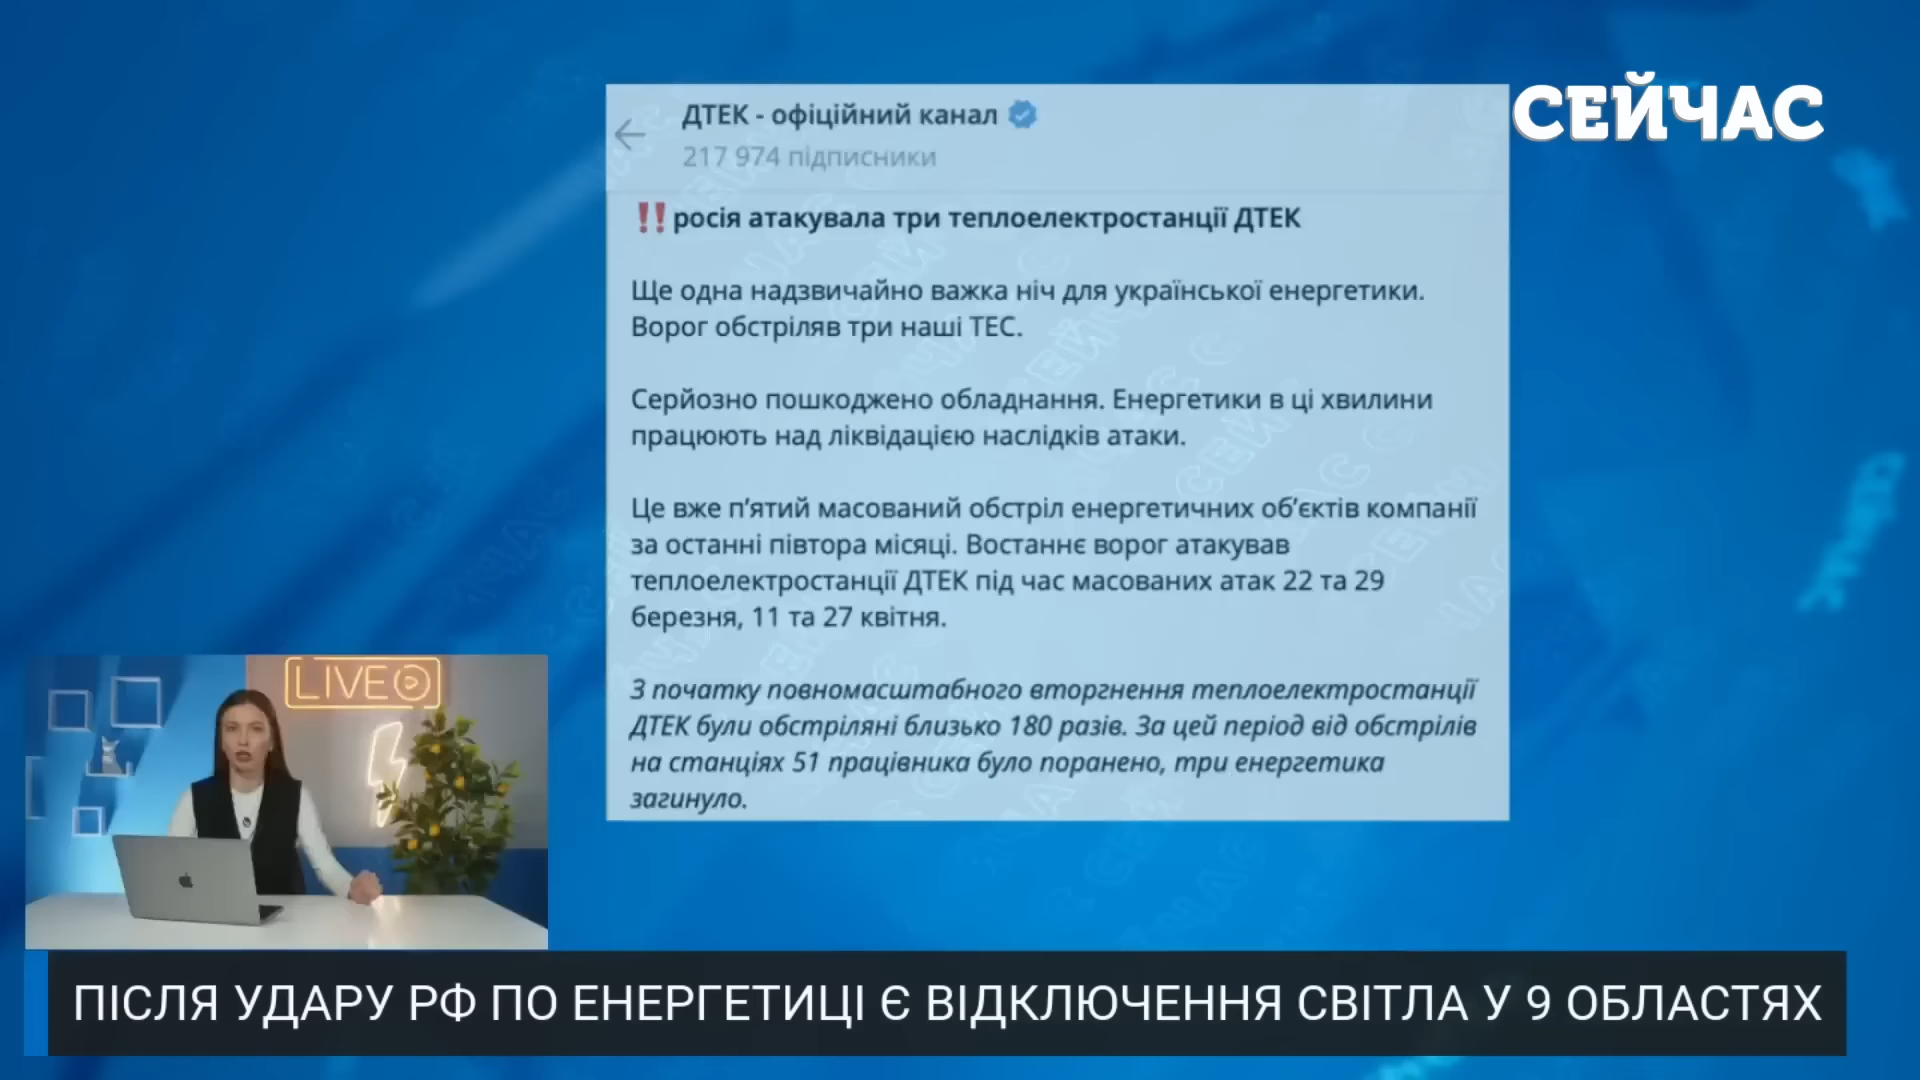 СЕЙЧАС
ДТЕК - офіційний канал
217 974 підписники
‼️росія атакувала три теплоелектростанції ДТЕК
Ще одна надзвичайно важка ніч для української енергетики.
Ворог обстріляв три наші ТЕС.
Серйозно пошкоджено обладнання. Енергетики в ці хвилини
працюють над ліквідацією наслідків атаки.
Це вже п’ятий масований обстріл енергетичних об’єктів компанії
за останні півтора місяці. Востаннє ворог атакував
теплоелектростанції ДТЕК під час масованих атак 22 та 29
березня, 11 та 27 квітня.
З початку повномасштабного вторгнення теплоелектростанції
ДТЕК були обстріляні близько 180 разів. За цей період від обстрілів
на станціях 51 працівника було поранено, три енергетика
загинуло.
LIVE
ПІСЛЯ УДАРУ РФ ПО ЕНЕРГЕТИЦІ Є ВІДКЛЮЧЕННЯ СВІТЛА У 9 ОБЛАСТЯХ